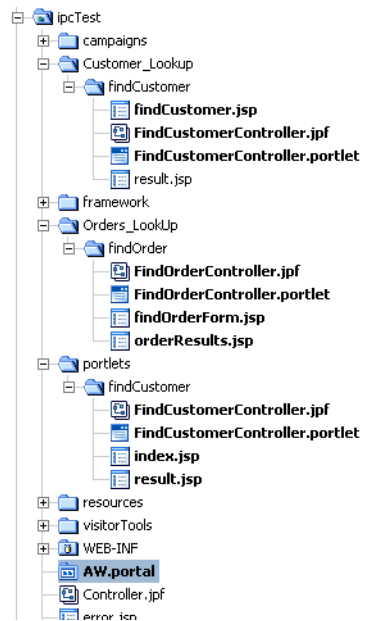 ipcTest
campaigns
Customer_Lookup
findCustomer
findCustomer.jsp
FindCustomerController.jpf
FindCustomerController.portlet
result.jsp
framework
Orders_LookUp
findOrder
FindOrderController.jpf
FindOrderController.portlet
findOrderForm.jsp
orderResults.jsp
portlets
findCustomer
FindCustomerController.jpf
FindCustomerController.portlet
index.jsp
result.jsp
resources
visitorTools
WEB-INF
AW.portal
Controller.jpf
error.jsp